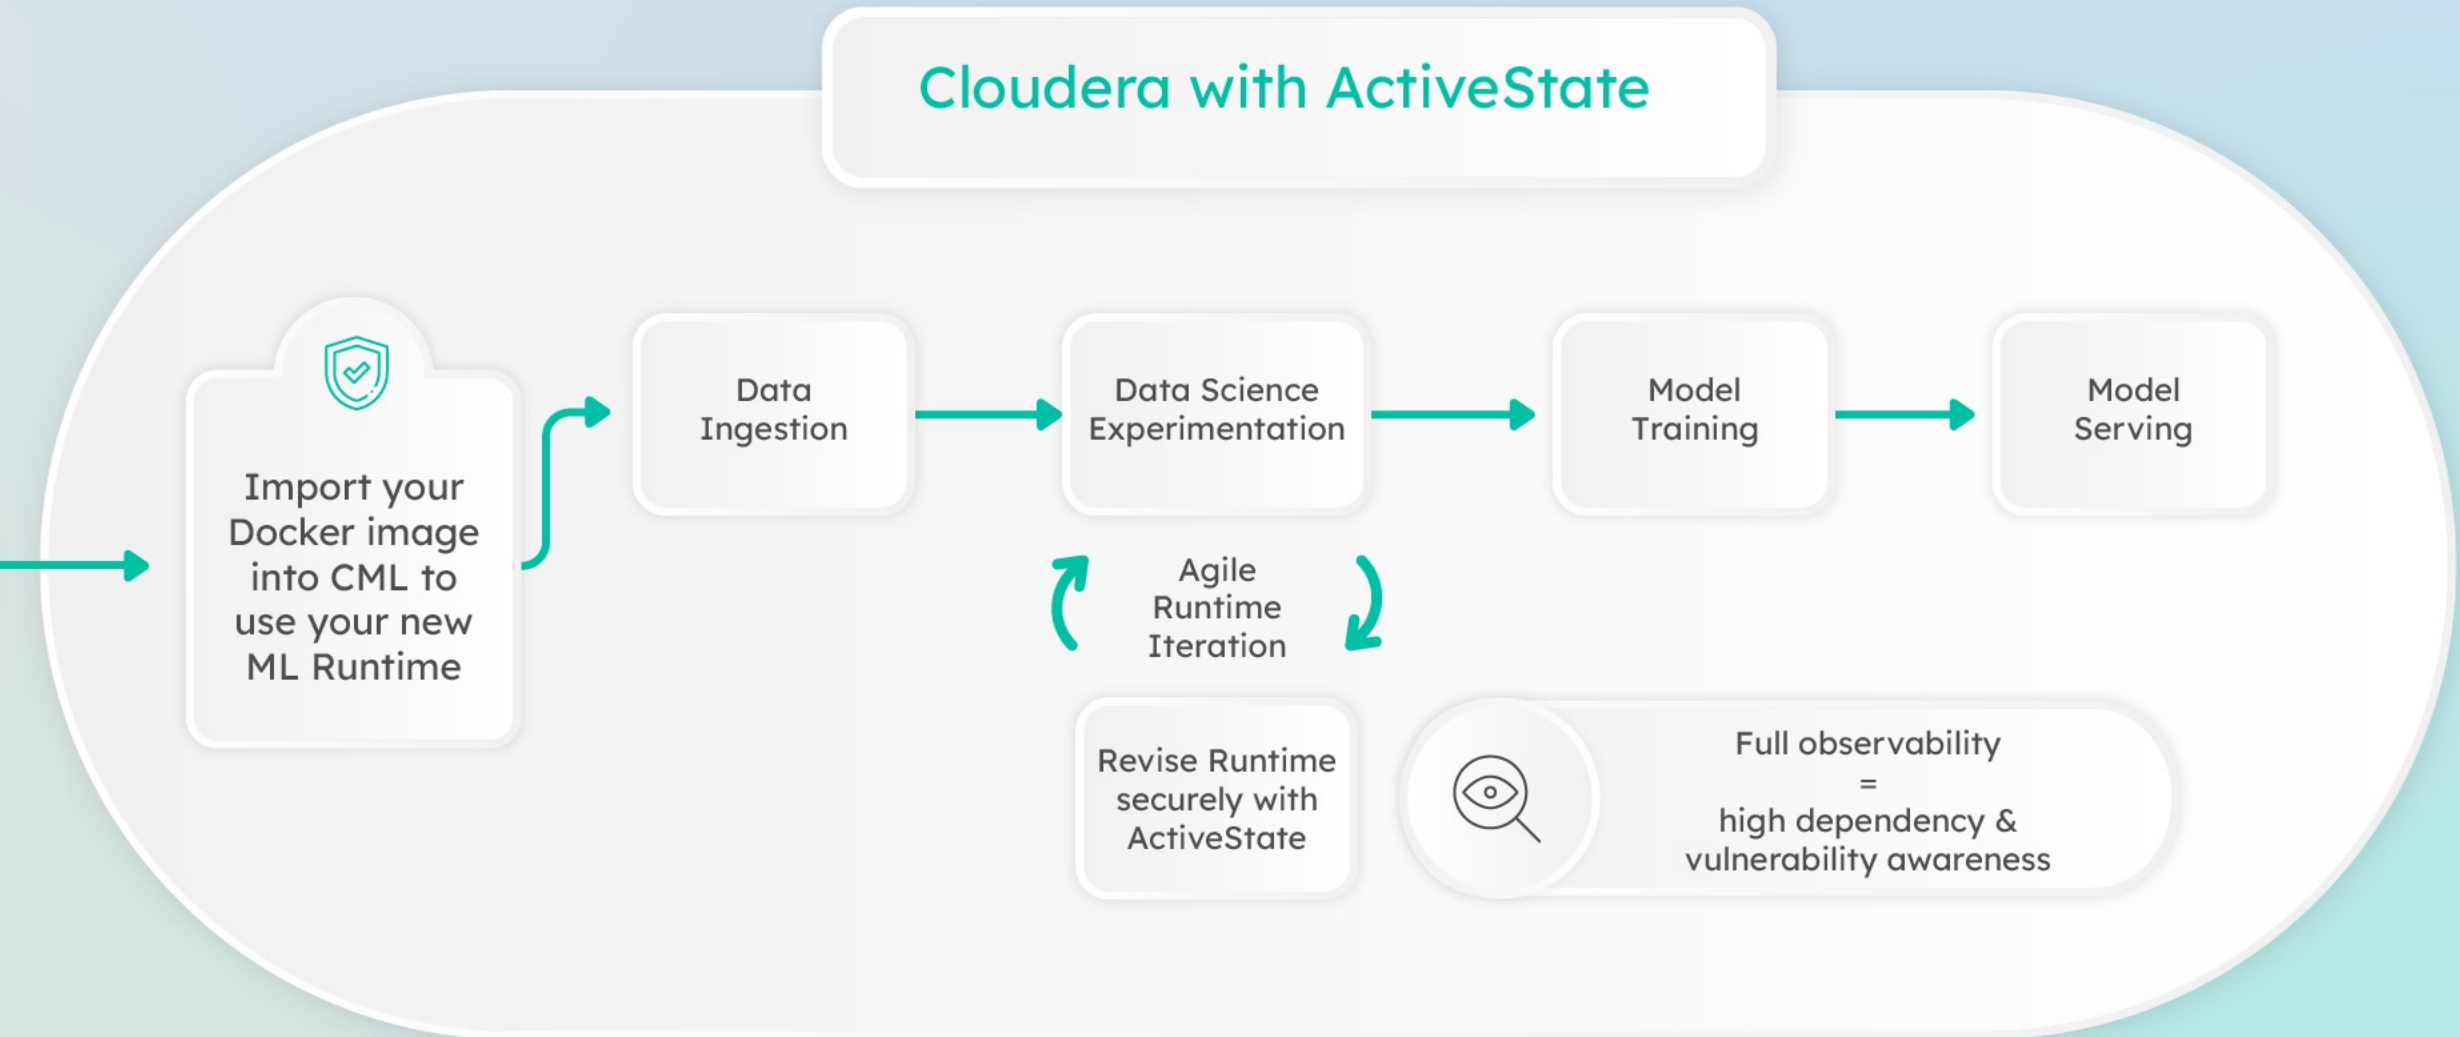 Cloudera with ActiveState
Import your
Docker image
into CML to
use your new
ML Runtime
Data
Ingestion
Data Science
Experimentation
Model
Training
Model
Serving
Agile
Runtime
Iteration
Revise Runtime
securely with
ActiveState
Full observability
=
high dependency &
vulnerability awareness